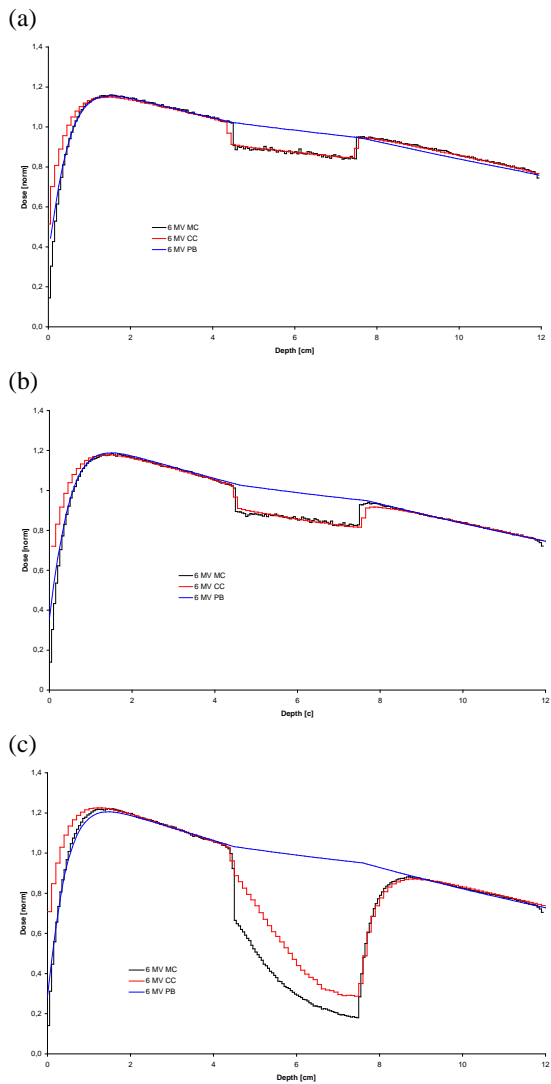 (a)
1,4
1,2
1,0
0,8
0,6
0,4
0,2
0,0
Dose [norm]
6 MV MC
6 MV CC
6 MV PB
0
2
4
6
8
10
12
Depth [cm]
(b)
1,4
1,2
1
0,8
0,6
0,4
0,2
0
Dose [norm]
6 MV MC
6 MV CC
6 MV PB
0
2
4
6
8
10
12
Depth [c]
(c)
1,4
1,2
1,0
0,8
0,6
0,4
0,2
0,0
Dose [norm]
6 MV MC
6 MV CC
6 MV PB
0
2
4
6
8
10
12
Depth [cm]